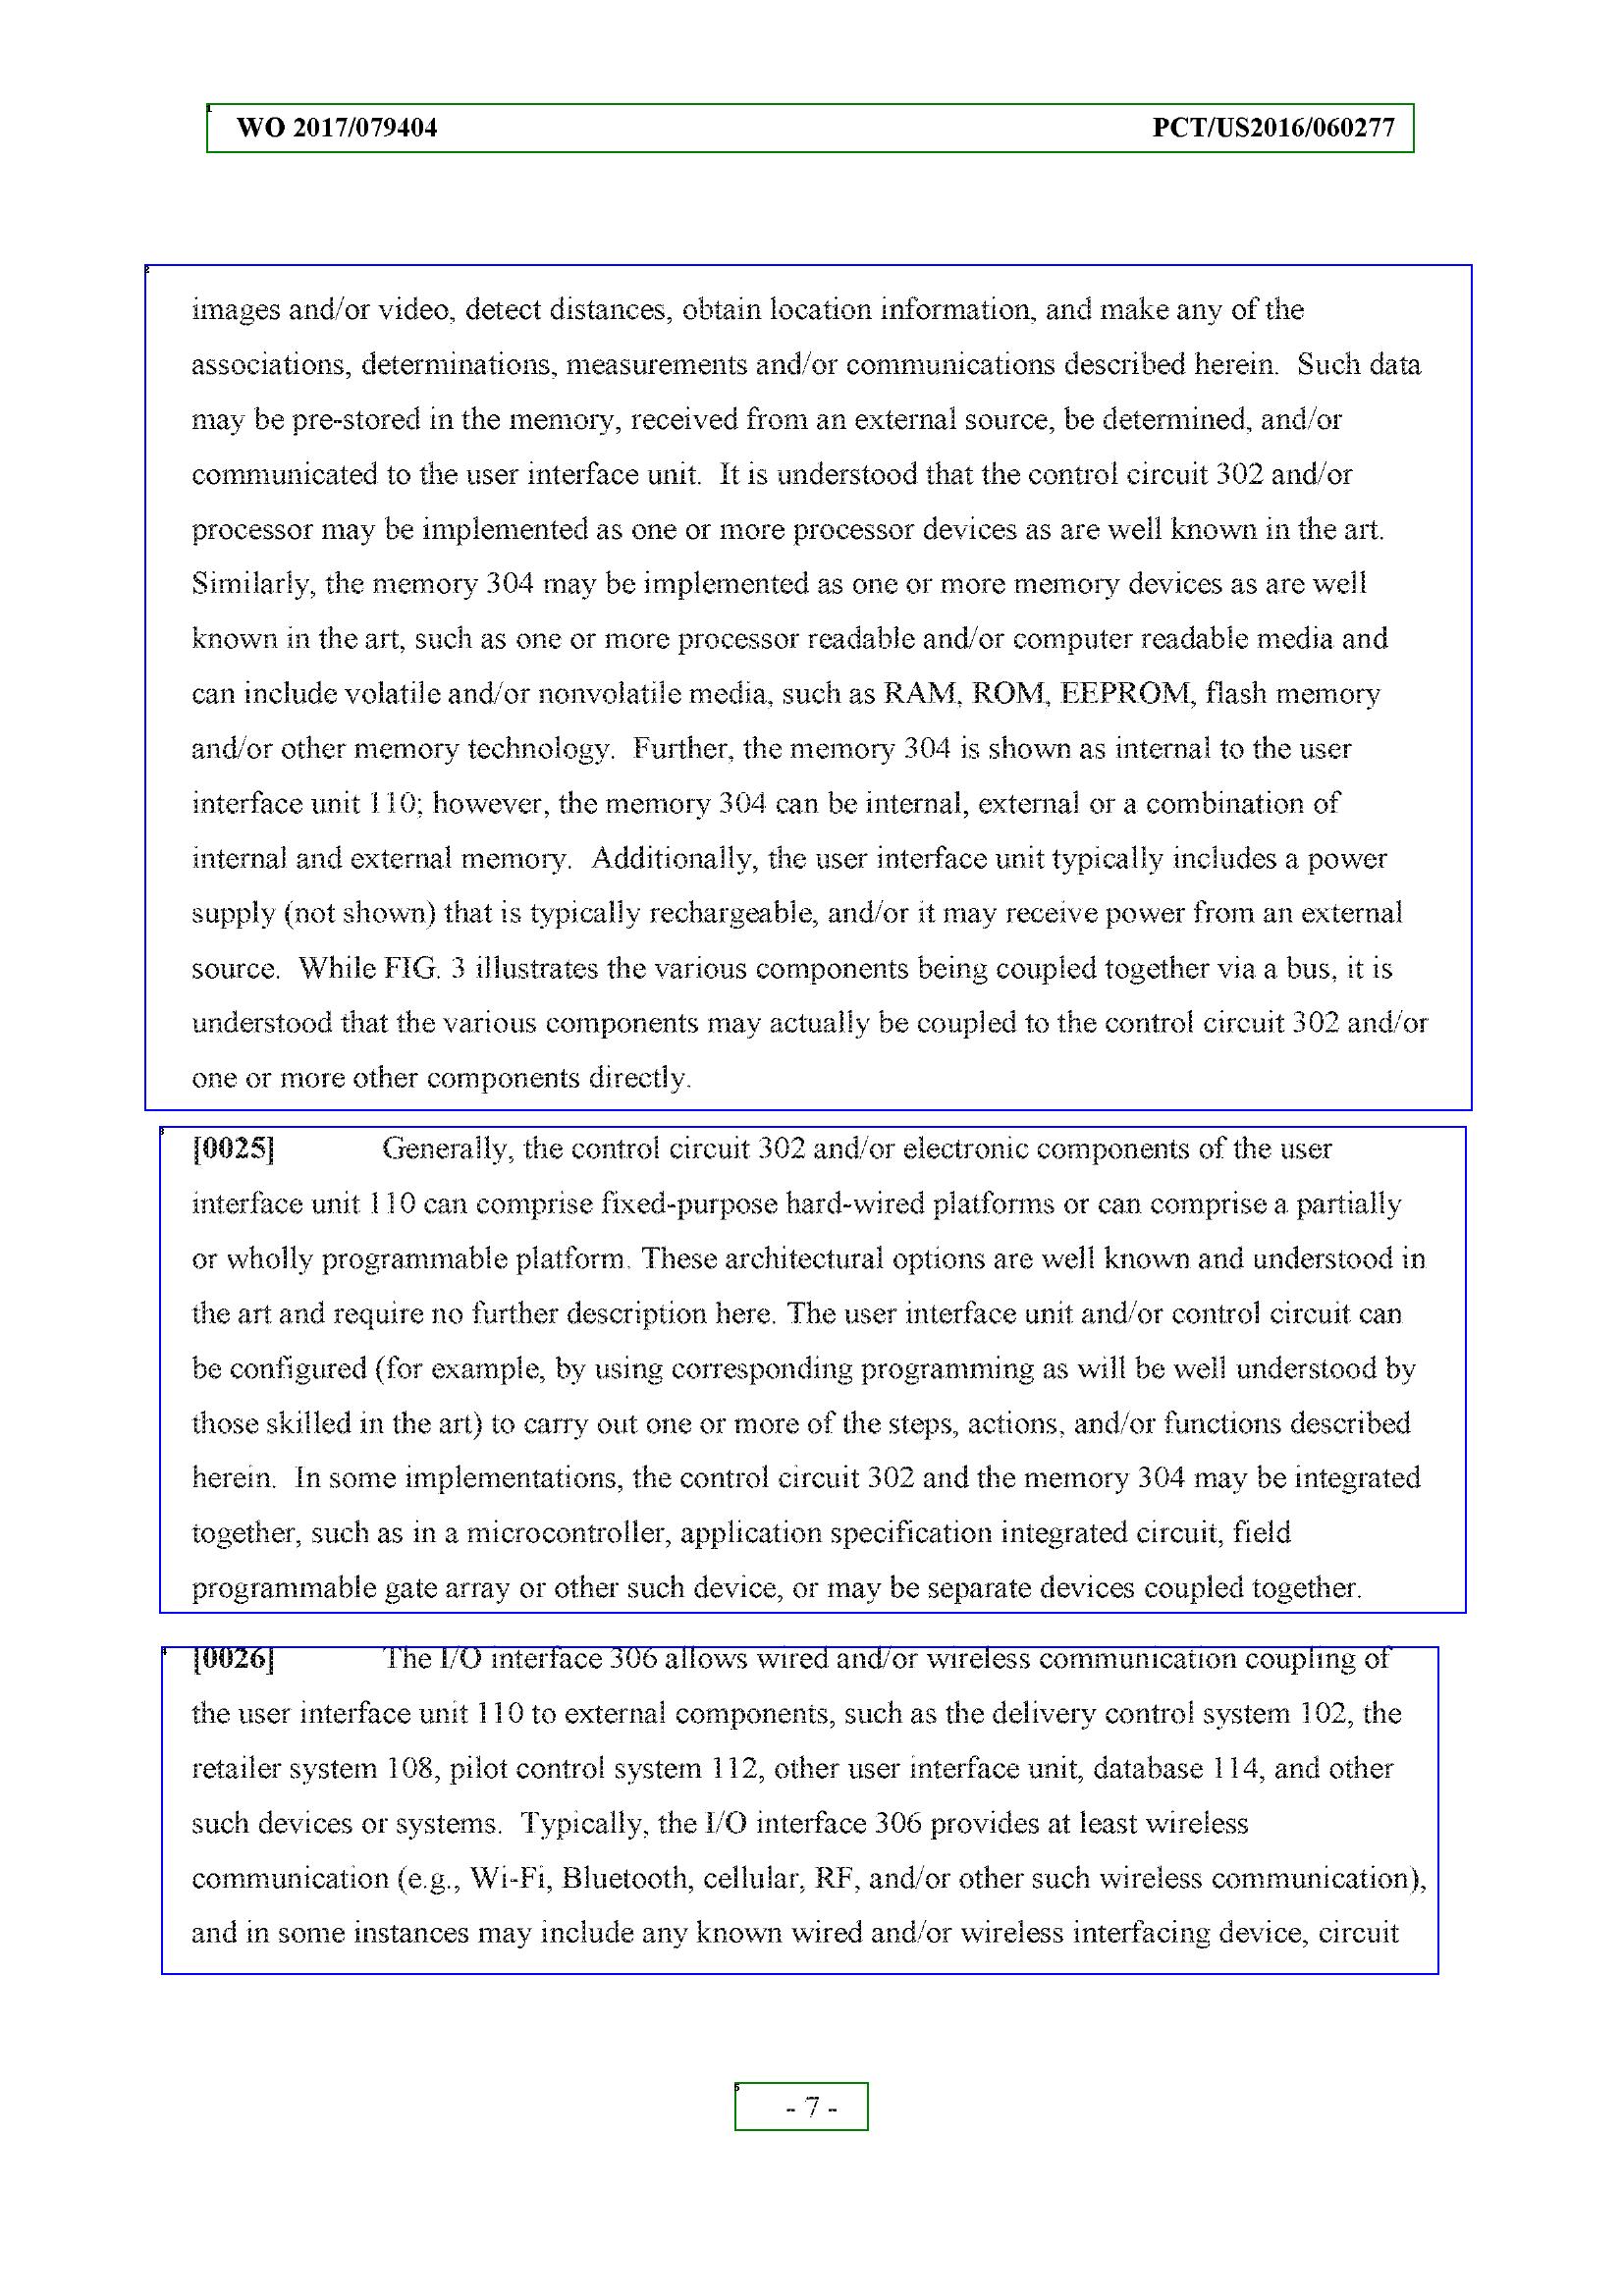 WO 2017/079404 PCT/US2016/060277
images and/or video, detect distances, obtain location information, and make any of the
associations, determinations, measurements and/or communications described herein.  Such data
may be pre-stored in the memory, received from an external source, be determined, and/or
communicated to the user interface unit.  It is understood that the control circuit 302 and/or
processor may be implemented as one or more processor devices as are well known in the art.
Similarly, the memory 304 may be implemented as one or more memory devices as are well
known in the art, such as one or more processor readable and/or computer readable media and
can include volatile and/or nonvolatile media, such as RAM, ROM, EEPROM, flash memory
and/or other memory technology.  Further, the memory 304 is shown as internal to the user
interface unit 110; however, the memory 304 can be internal, external or a combination of
internal and external memory.  Additionally, the user interface unit typically includes a power
supply (not shown) that is typically rechargeable, and/or it may receive power from an external
source.  While FIG. 3 illustrates the various components being coupled together via a bus, it is
understood that the various components may actually be coupled to the control circuit 302 and/or
one or more other components directly.
[0025] Generally, the control circuit 302 and/or electronic components of the user
interface unit 110 can comprise fixed-purpose hard-wired platforms or can comprise a partially
or wholly programmable platform. These architectural options are well known and understood in
the art and require no further description here. The user interface unit and/or control circuit can
be configured (for example, by using corresponding programming as will be well understood by
those skilled in the art) to carry out one or more of the steps, actions, and/or functions described
herein.  In some implementations, the control circuit 302 and the memory 304 may be integrated
together, such as in a microcontroller, application specification integrated circuit, field
programmable gate array or other such device, or may be separate devices coupled together.
[0026] The I/O interface 306 allows wired and/or wireless communication coupling of
the user interface unit 110 to external components, such as the delivery control system 102, the
retailer system 108, pilot control system 112, other user interface unit, database 114, and other
such devices or systems.  Typically, the I/O interface 306 provides at least wireless
communication (e.g., Wi-Fi, Bluetooth, cellular, RF, and/or other such wireless communication),
and in some instances may include any known wired and/or wireless interfacing device, circuit
- 7 -